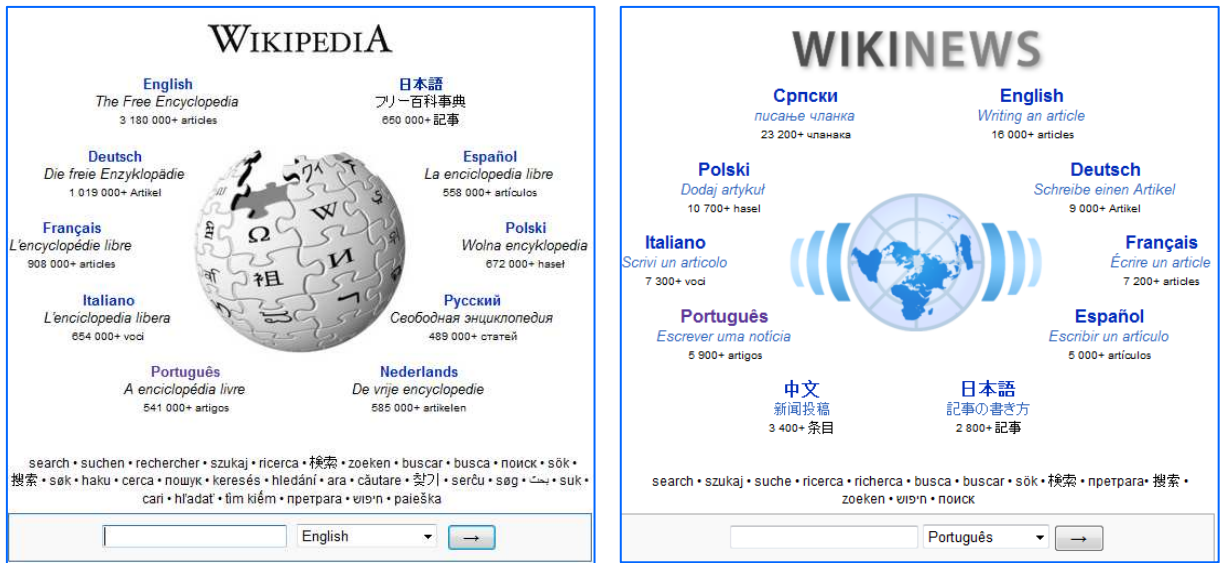 WIKIPEDIA
English
The Free Encyclopedia
3 180 000+ articles
日本語
フリー百科事典
650 000+ 記事
Deutsch
Die freie Enzyklopädie
1 019 000+ Artikel
Español
La enciclopedia libre
558 000+ artículos
Français
L'encyclopédie libre
908 000+ articles
Polski
Wolna encyklopedia
672 000+ haseł
Italiano
L'enciclopedia libera
654 000+ voci
Русский
Свободная энциклопедия
489 000+ статей
Português
A enciclopédia livre
541 000+ artigos
Nederlands
De vrije encyclopedie
585 000+ artikelen
Ω
W
И
祖
ウィ
search • suchen • rechercher • szukaj • ricerca • 検索 • zoeken • buscar • busca • поиск • sök •
搜索 • søk • haku • cerca • пошук • keresés • hledání • ara • căutare • 찾기 • serĉu • søg • بحث • suk •
cari • hľadať • tìm kiếm • претрага • חיפוש • paieška
English
→
WIKINEWS
Српски
писање чланка
23 200+ чланака
English
Writing an article
16 000+ articles
Polski
Dodaj artykuł
10 700+ haseł
Deutsch
Schreibe einen Artikel
9 000+ Artikel
Italiano
Scrivi un articolo
7 300+ voci
Français
Écrire un article
7 200+ articles
Português
Escrever uma notícia
5 900+ artigos
Español
Escribir un artículo
5 000+ artículos
中文
新闻投稿
3 400+ 条目
日本語
記事の書き方
2 800+ 記事
search • szukaj • suche • ricerca • richerca • busca • buscar • sök • 検索 • претрага• 搜索 •
zoeken • חיפוש • поиск
Português
→